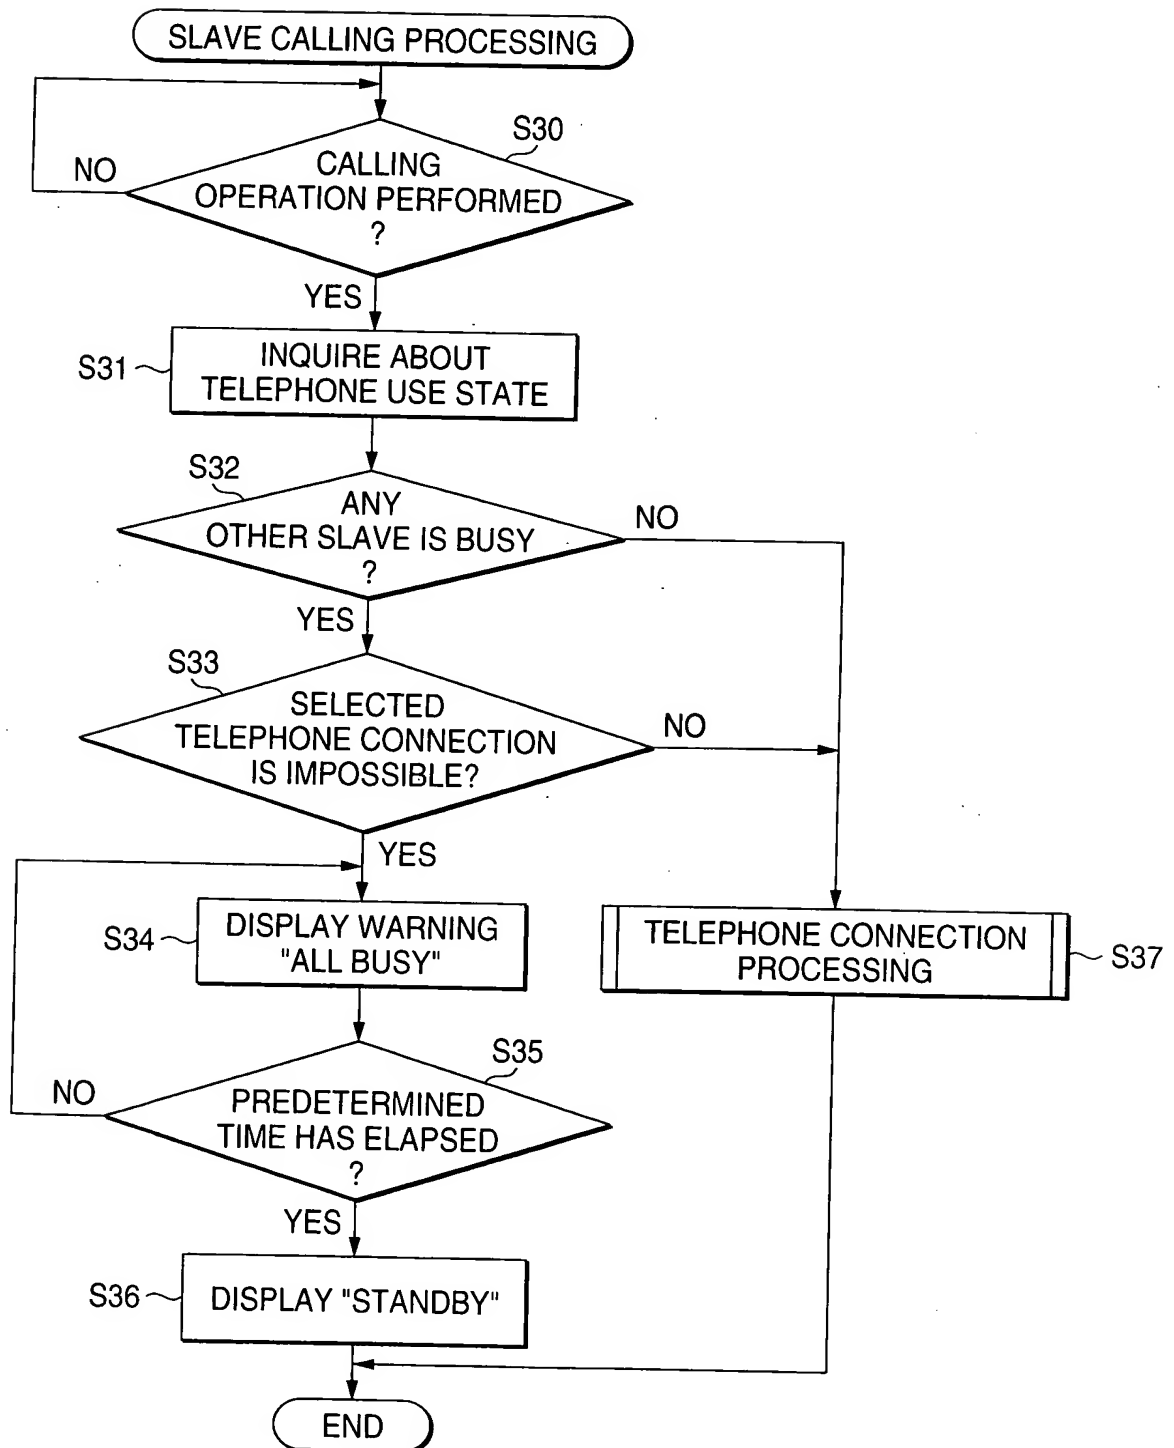 SLAVE CALLING PROCESSING
S30
NO
CALLING
OPERATION PERFORMED
?
YES
S31
INQUIRE ABOUT
TELEPHONE USE STATE
S32
ANY
OTHER SLAVE IS BUSY
?
NO
YES
S33
SELECTED
TELEPHONE CONNECTION
IS IMPOSSIBLE?
NO
YES
S34
DISPLAY WARNING
"ALL BUSY"
TELEPHONE CONNECTION
PROCESSING
S37
S35
NO
PREDETERMINED
TIME HAS ELAPSED
?
YES
S36
DISPLAY "STANDBY"
END